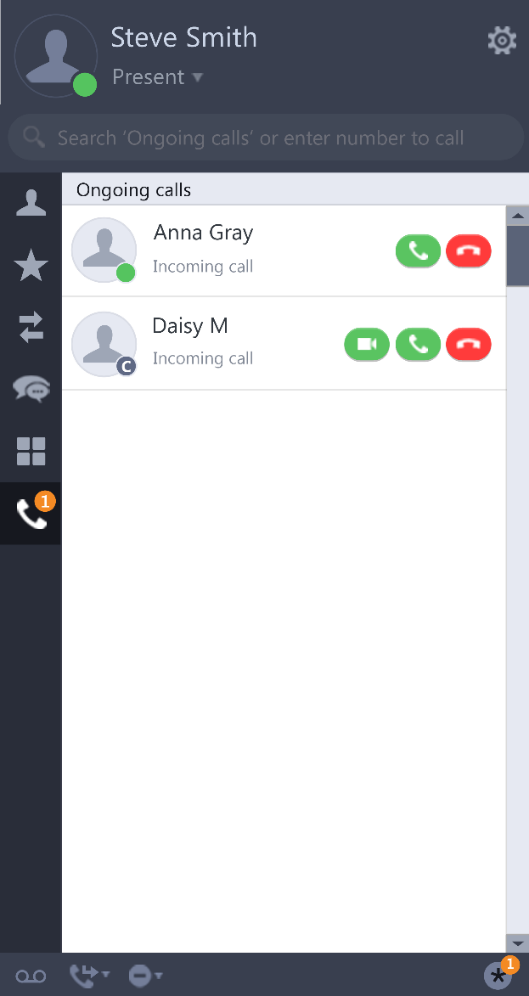 Steve Smith
Present
Search ‘Ongoing calls’ or enter number to call
Ongoing calls
Anna Gray
Incoming call
Daisy M
Incoming call
C
1
1